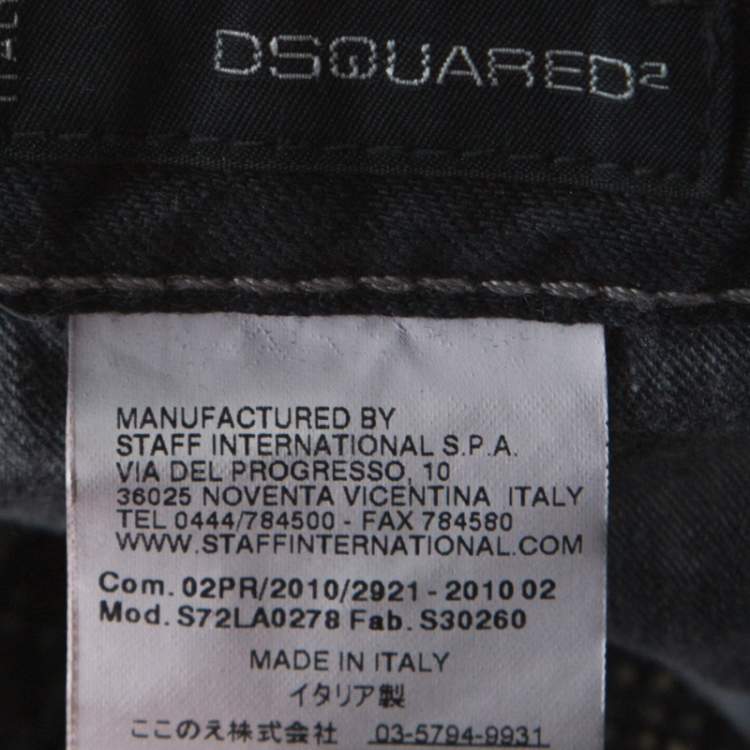 ITALY
DSQUARED2
MANUFACTURED BY
STAFF INTERNATIONAL S.P.A.
VIA DEL PROGRESSO, 10
36025 NOVENTA VICENTINA ITALY
TEL 0444/784500 - FAX 784580
WWW.STAFFINTERNATIONAL.COM
Com. 02PR/2010/2921 - 2010 02
Mod. S72LA0278 Fab. S30260
MADE IN ITALY
イタリア製
ここのえ株式会社 03-5794-9931